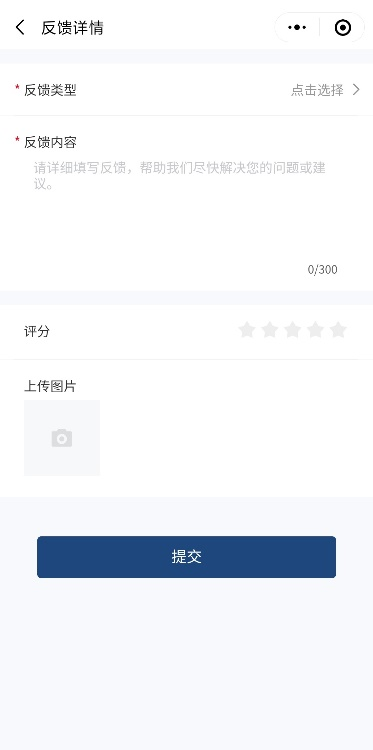 反馈详情
* 反馈类型 点击选择
* 反馈内容
请详细填写反馈，帮助我们尽快解决您的问题或建
议。
0/300
评分
上传图片
提交